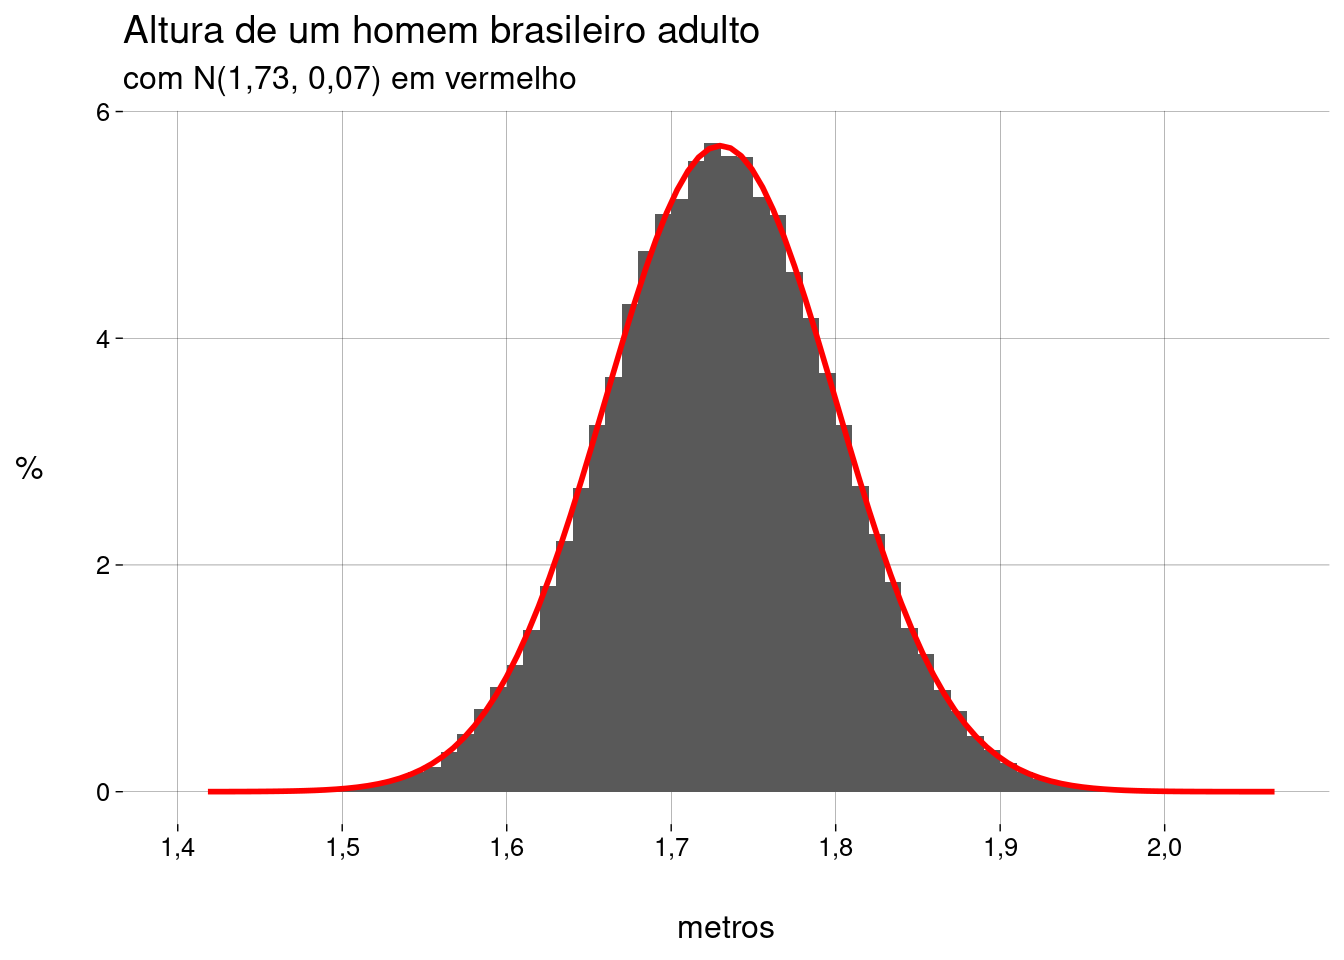 Altura de um homem brasileiro adulto
com N(1,73, 0,07) em vermelho
6
4
%
2
0
1,4 1,5 1,6 1,7 1,8 1,9 2,0
metros